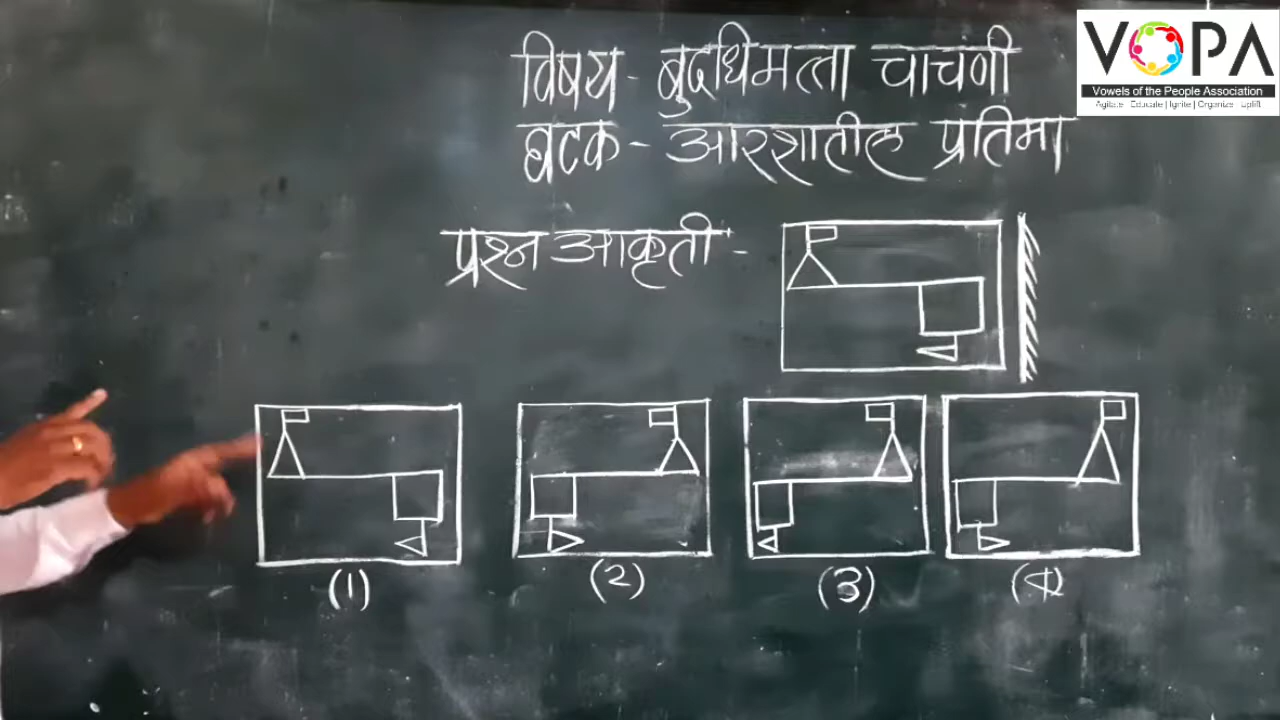 VOPA
Vowels of the People Association
Agitate | Educate | Ignite | Organize | Uplift
विषय - बुद्धिमत्ता चाचणी
घटक - आरशातील प्रतिमा
प्रश्न आकृती -
(1) (2) (3) (4)